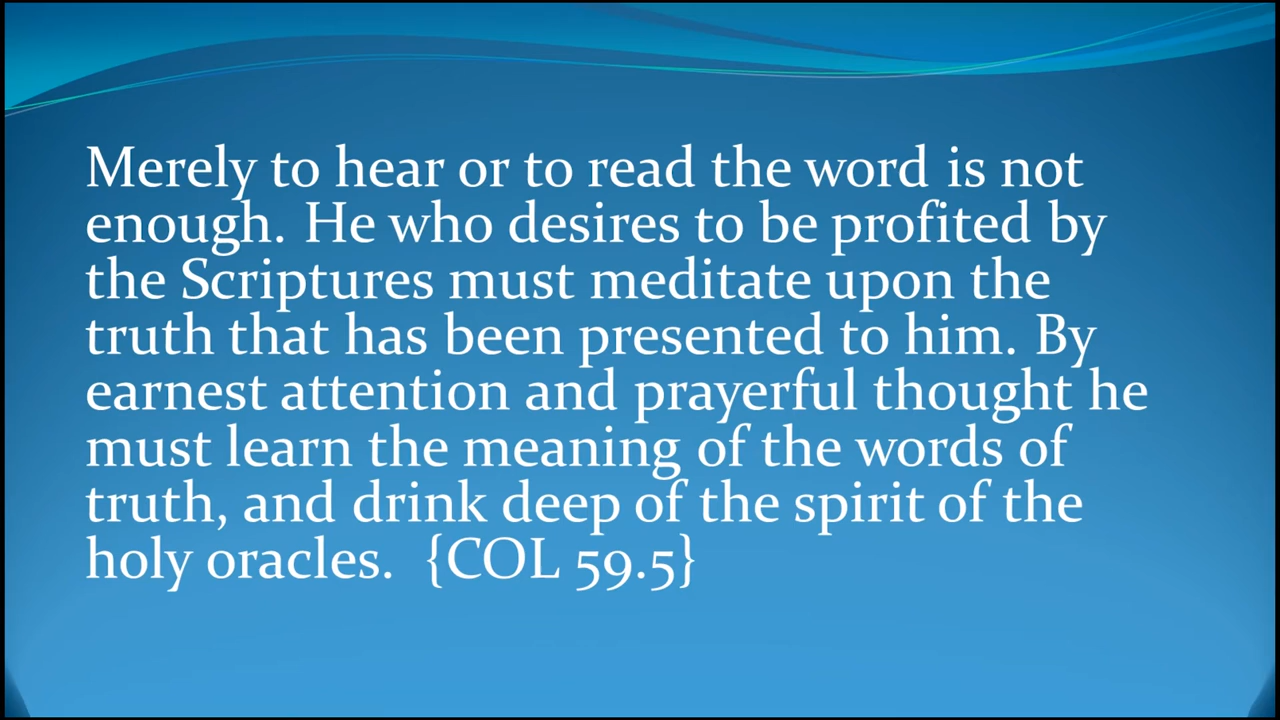 Merely to hear or to read the word is not
enough. He who desires to be profited by
the Scriptures must meditate upon the
truth that has been presented to him. By
earnest attention and prayerful thought he
must learn the meaning of the words of
truth, and drink deep of the spirit of the
holy oracles. {COL 59.5}